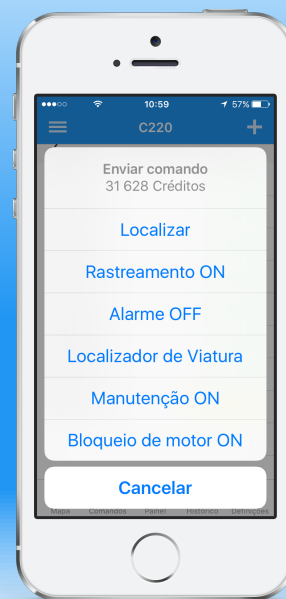 10:59 57%
C220
Enviar comando
31 628 Créditos
Localizar
Rastreamento ON
Alarme OFF
Localizador de Viatura
Manutenção ON
Bloqueio de motor ON
Cancelar
Mapa Comandos Painel Histórico Definições